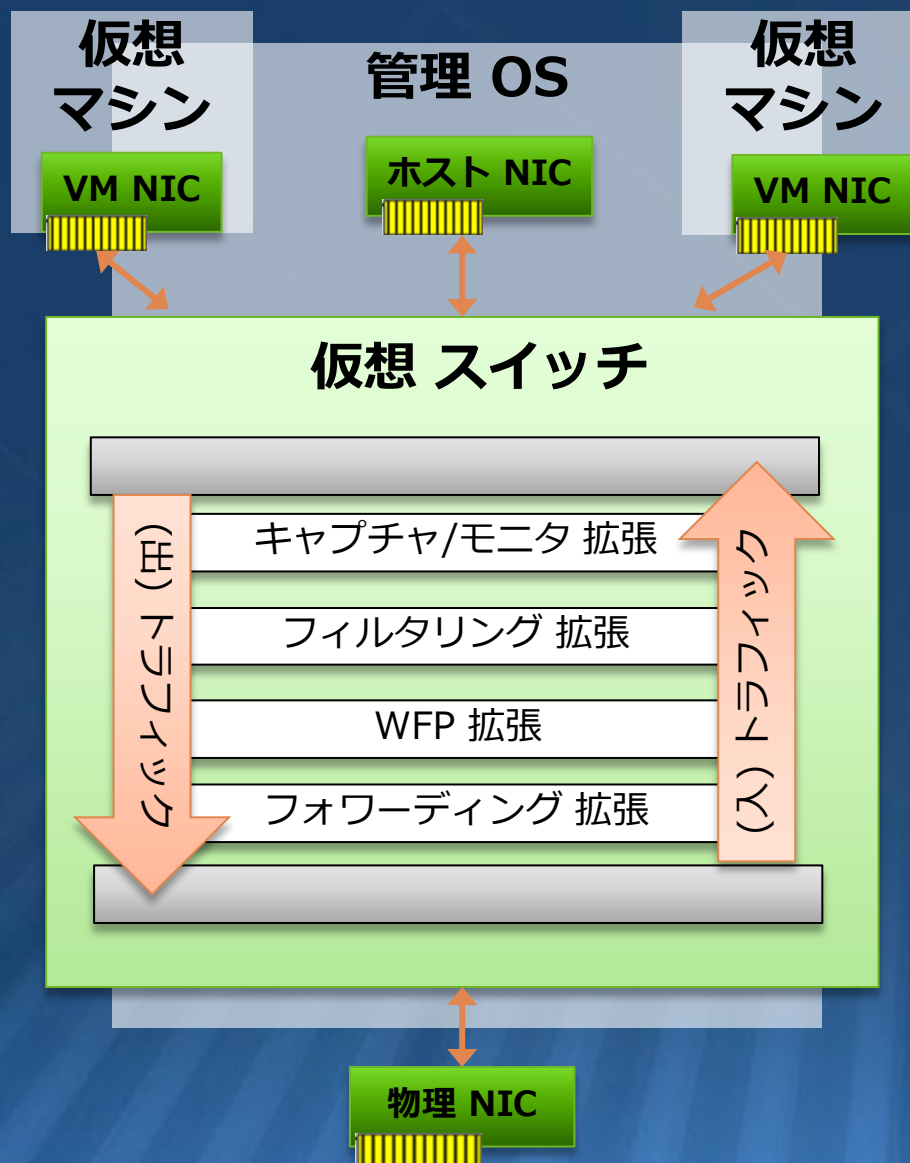 仮想
マシン
管理 OS
仮想
マシン
VM NIC
ホスト NIC
VM NIC
仮想 スイッチ
(出) トラフィック
キャプチャ/モニタ 拡張
フィルタリング 拡張
WFP 拡張
フォワーディング 拡張
(入) トラフィック
物理 NIC